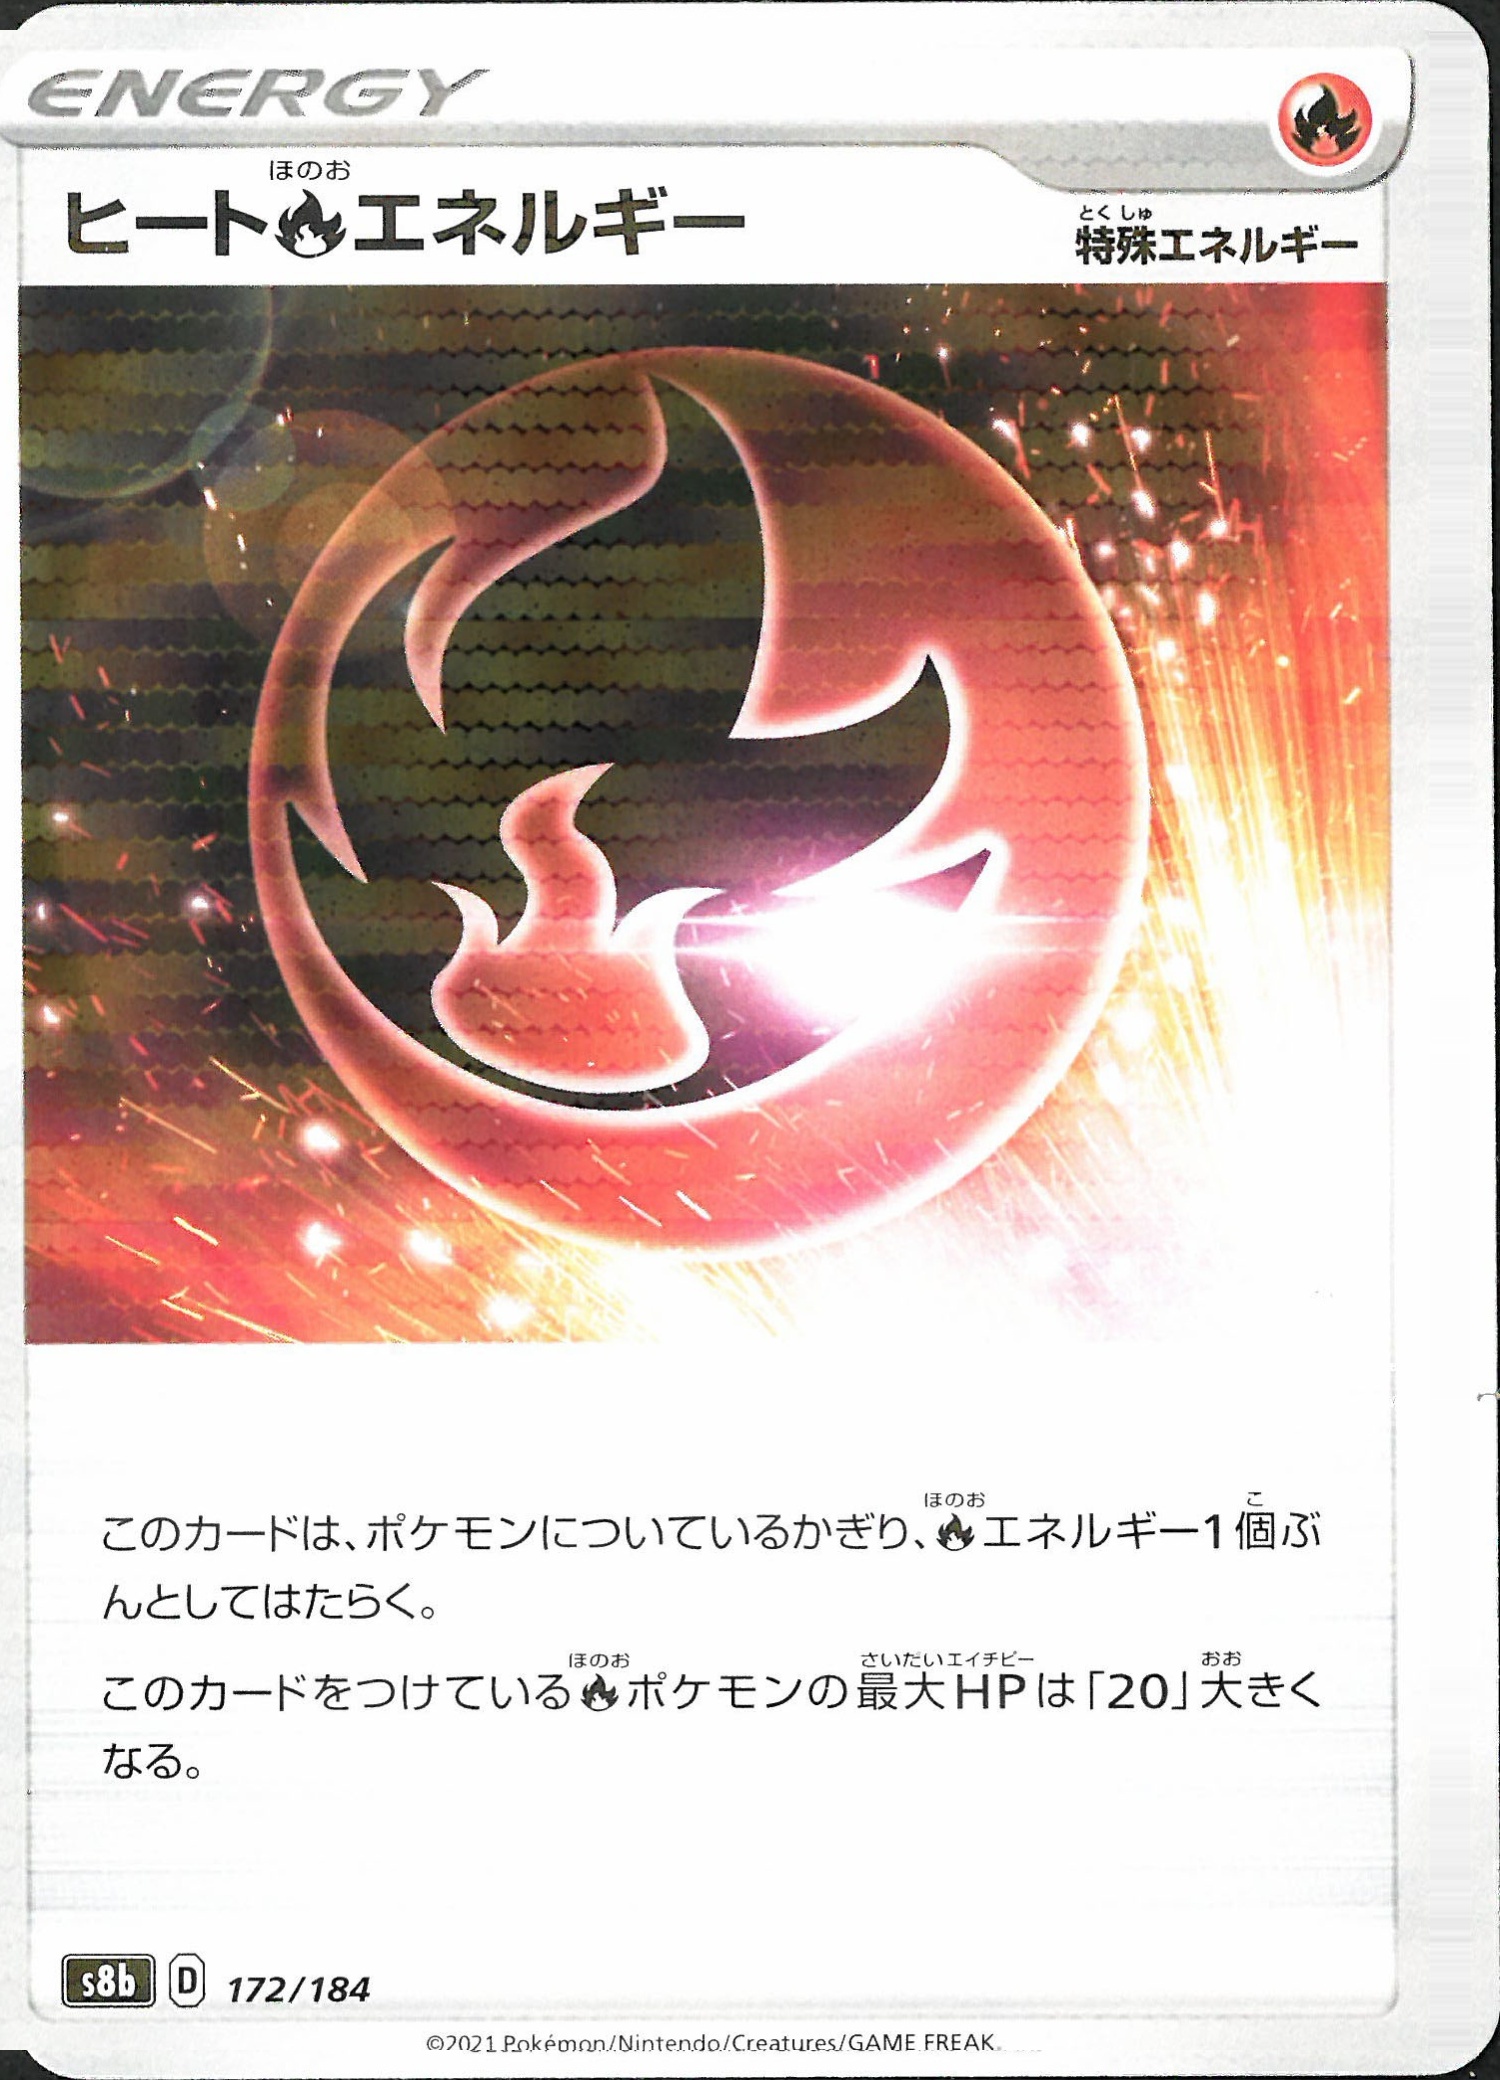 ENERGY
ほのお
ヒートエネルギー
とくしゅ
特殊エネルギー
ほのお こ
このカードは、ポケモンについているかぎり、エネルギー1個ぶ
んとしてはたらく。
ほのお さいだいエイチピー おお
このカードをつけているポケモンの最大HPは「20」大きく
なる。
s8b D 172/184
©2021 Pokémon/Nintendo/Creatures/GAME FREAK.